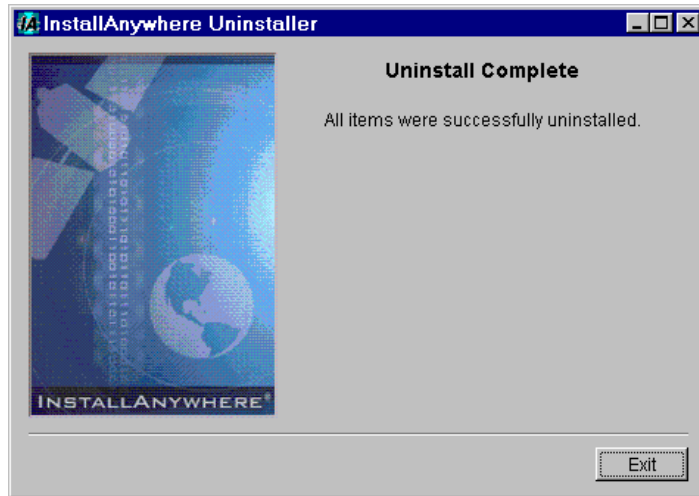 InstallAnywhere Uninstaller
Uninstall Complete
All items were successfully uninstalled.
INSTALLANYWHERE®
Exit